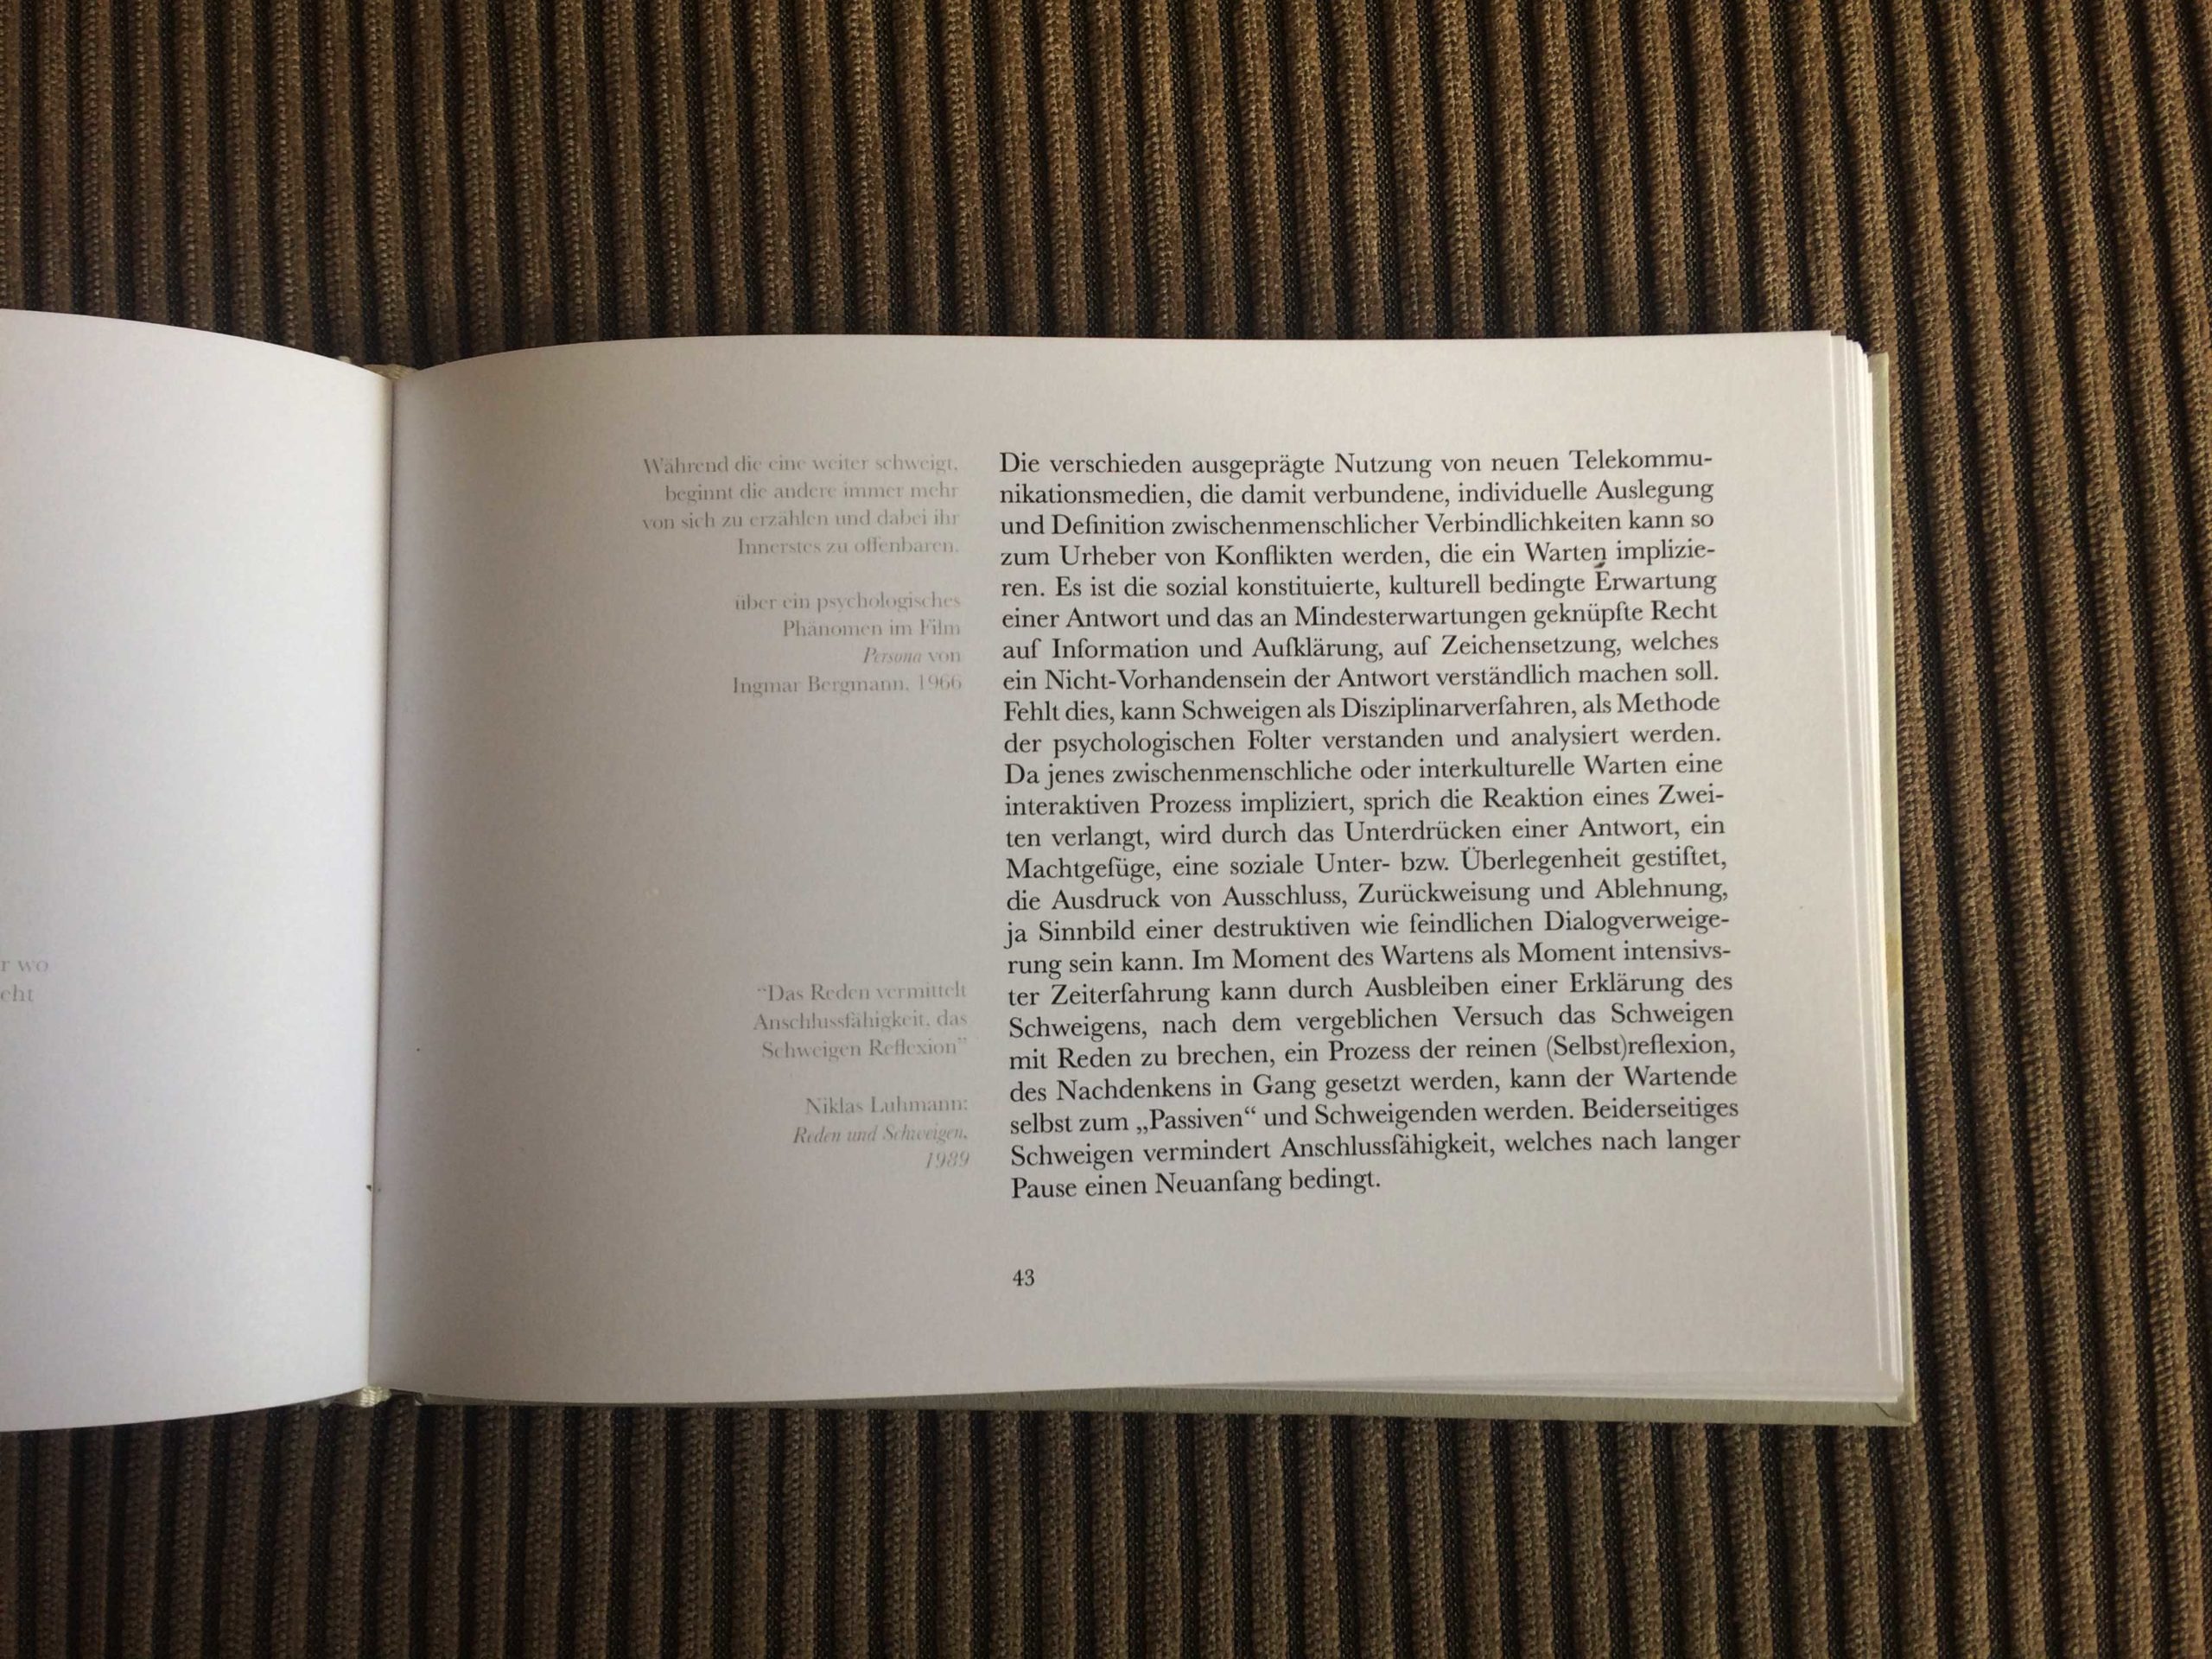 r wo
cht
Während die eine weiter schweigt,
beginnt die andere immer mehr
von sich zu erzählen und dabei ihr
Innerstes zu offenbaren.
über ein psychologisches
Phänomen im Film
Persona von
Ingmar Bergmann, 1966
"Das Reden vermittelt
Anschlussfähigkeit, das
Schweigen Reflexion"
Niklas Luhmann:
Reden und Schweigen,
1989
Die verschieden ausgeprägte Nutzung von neuen Telekommu-
nikationsmedien, die damit verbundene, individuelle Auslegung
und Definition zwischenmenschlicher Verbindlichkeiten kann so
zum Urheber von Konflikten werden, die ein Warten implizie-
ren. Es ist die sozial konstituierte, kulturell bedingte Erwartung
einer Antwort und das an Mindesterwartungen geknüpfte Recht
auf Information und Aufklärung, auf Zeichensetzung, welches
ein Nicht-Vorhandensein der Antwort verständlich machen soll.
Fehlt dies, kann Schweigen als Disziplinarverfahren, als Methode
der psychologischen Folter verstanden und analysiert werden.
Da jenes zwischenmenschliche oder interkulturelle Warten eine
interaktiven Prozess impliziert, sprich die Reaktion eines Zwei-
ten verlangt, wird durch das Unterdrücken einer Antwort, ein
Machtgefüge, eine soziale Unter- bzw. Überlegenheit gestiftet,
die Ausdruck von Ausschluss, Zurückweisung und Ablehnung,
ja Sinnbild einer destruktiven wie feindlichen Dialogverweige-
rung sein kann. Im Moment des Wartens als Moment intensivs-
ter Zeiterfahrung kann durch Ausbleiben einer Erklärung des
Schweigens, nach dem vergeblichen Versuch das Schweigen
mit Reden zu brechen, ein Prozess der reinen (Selbst)reflexion,
des Nachdenkens in Gang gesetzt werden, kann der Wartende
selbst zum „Passiven“ und Schweigenden werden. Beiderseitiges
Schweigen vermindert Anschlussfähigkeit, welches nach langer
Pause einen Neuanfang bedingt.
43